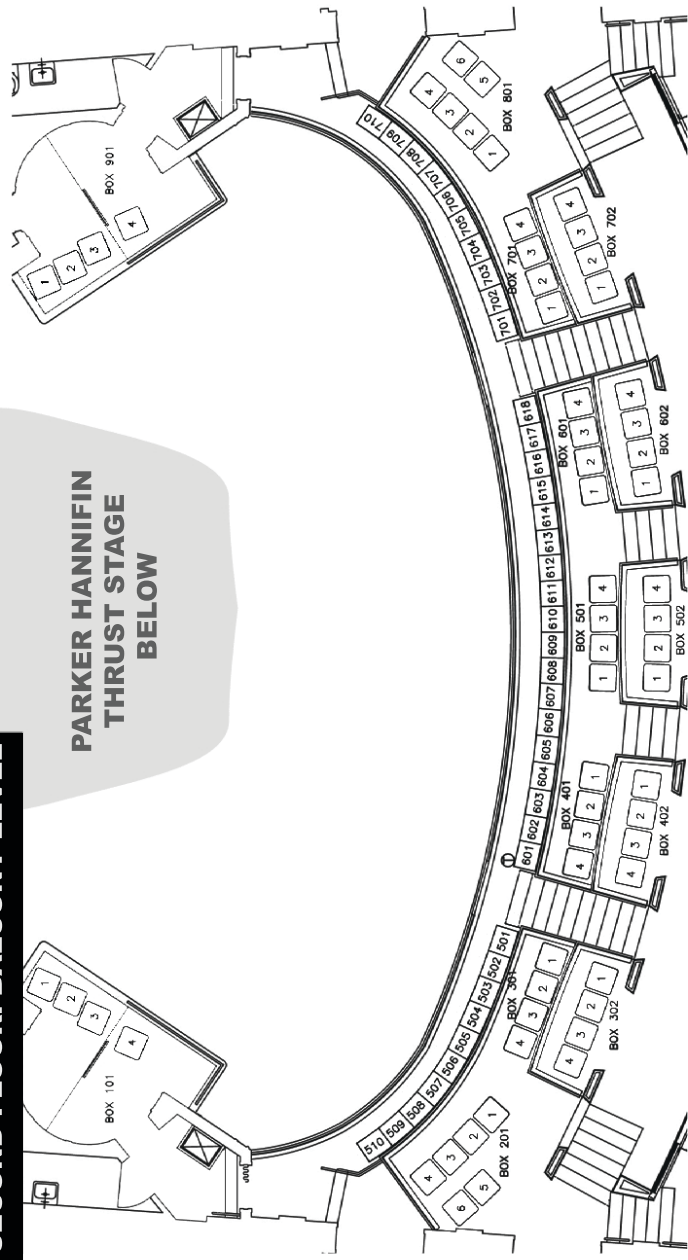 SECOND FLOOR/BALCONY LEVEL
PARKER HANNIFIN
THRUST STAGE
BELOW
BOX 101
1
2
3
4
BOX 901
1
2
3
4
510 509 508 507 506 505 504 503 502 501
601 602 603 604 605 606 607 608 609 610 611 612 613 614 615 616 617 618
701 702 703 704 705 706 707 708 709 710
BOX 201
6 5
4 3 2 1
BOX 301
4 3 2 1
BOX 302
4 3 2 1
BOX 401
4 3 2 1
BOX 402
4 3 2 1
BOX 501
1 2 3 4
BOX 502
1 2 3 4
BOX 601
1 2 3 4
BOX 602
1 2 3 4
BOX 701
1 2 3 4
BOX 702
1 2 3 4
BOX 801
1 2 3 4
5 6